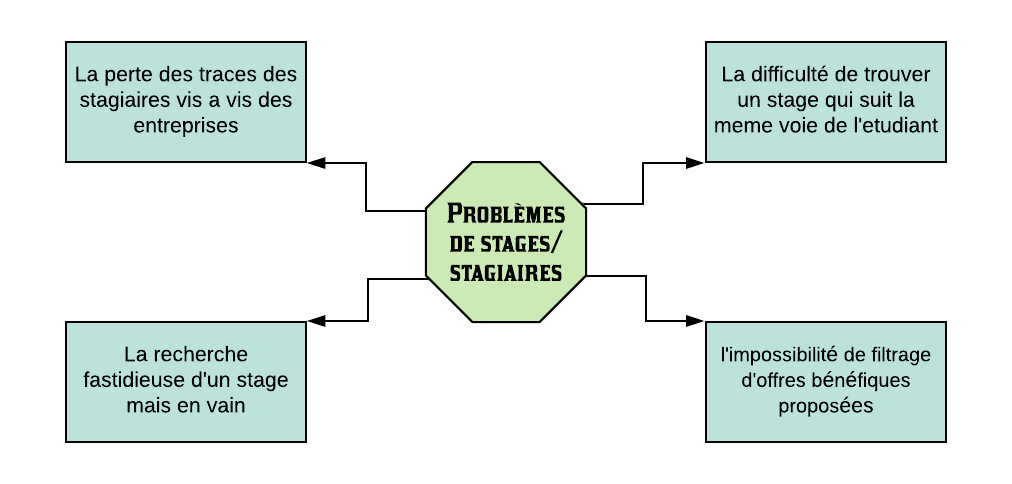 La perte des traces des
stagiaires vis a vis des
entreprises
La difficulté de trouver
un stage qui suit la
meme voie de l'etudiant
PROBLÈMES
DE STAGES/
STAGIAIRES
La recherche
fastidieuse d'un stage
mais en vain
l'impossibilité de filtrage
d'offres bénéfiques
proposées